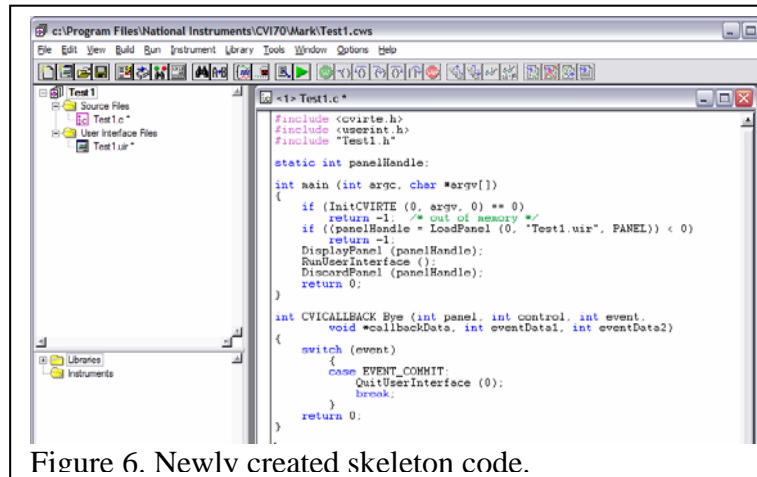 c:\Program Files\National Instruments\CVI70\Mark\Test1.cws
File Edit View Build Run Instrument Library Tools Window Options Help
Test1
Source Files
Test1.c *
User Interface Files
Test1.uir *
Libraries
Instruments
<1> Test1.c *
#include <cvirte.h>
#include <userint.h>
#include "Test1.h"
static int panelHandle;
int main (int argc, char *argv[])
{
if (InitCVIRTE (0, argv, 0) == 0)
return -1; /* out of memory */
if ((panelHandle = LoadPanel (0, "Test1.uir", PANEL)) < 0)
return -1;
DisplayPanel (panelHandle);
RunUserInterface ();
DiscardPanel (panelHandle);
return 0;
}
int CVICALLBACK Bye (int panel, int control, int event,
void *callbackData, int eventData1, int eventData2)
{
switch (event)
{
case EVENT_COMMIT:
QuitUserInterface (0);
break;
}
return 0;
}
Figure 6. Newly created skeleton code.